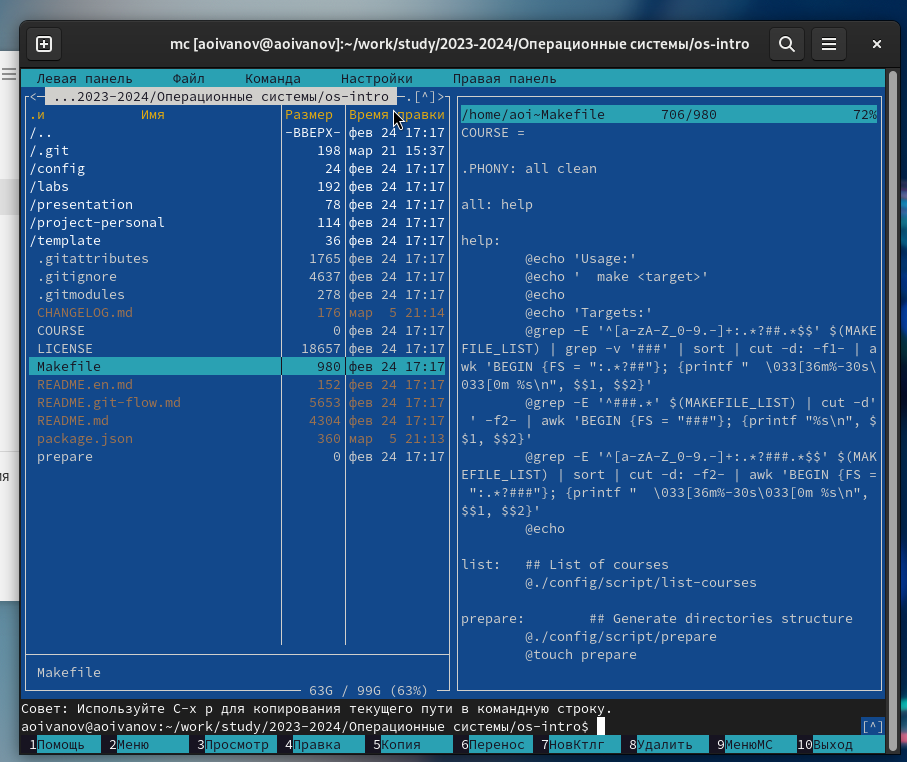 mc [aoivanov@aoivanov]:~/work/study/2023-2024/Операционные системы/os-intro
Левая панель Файл Команда Настройки Правая панель
<— ...2023-2024/Операционные системы/os-intro —.[^]>
.и Имя Размер Время правки
/.. -ВВЕРХ- фев 24 17:17
/.git 198 мар 21 15:37
/config 24 фев 24 17:17
/labs 192 фев 24 17:17
/presentation 78 фев 24 17:17
/project-personal 114 фев 24 17:17
/template 36 фев 24 17:17
.gitattributes 1765 фев 24 17:17
.gitignore 4637 фев 24 17:17
.gitmodules 278 фев 24 17:17
CHANGELOG.md 176 мар 5 21:14
COURSE 0 фев 24 17:17
LICENSE 18657 фев 24 17:17
Makefile 980 фев 24 17:17
README.en.md 152 фев 24 17:17
README.git-flow.md 5653 фев 24 17:17
README.md 4304 фев 24 17:17
package.json 360 мар 5 21:13
prepare 0 фев 24 17:17
Makefile
63G / 99G (63%)
/home/aoi~Makefile 706/980 72%
COURSE =
.PHONY: all clean
all: help
help:
@echo 'Usage:'
@echo '  make <target>'
@echo
@echo 'Targets:'
@grep -E '^[a-zA-Z_0-9.-]+:.*?##.*$$' $(MAKE
FILE_LIST) | grep -v '###' | sort | cut -d: -f1- | a
wk 'BEGIN {FS = ":.*?##"}; {printf "  \033[36m%-30s\
033[0m %s\n", $$1, $$2}'
@grep -E '^###.*' $(MAKEFILE_LIST) | cut -d'
' -f2- | awk 'BEGIN {FS = "###"}; {printf "%s\n", $
$1, $$2}'
@grep -E '^[a-zA-Z_0-9.-]+:.*?###.*$$' $(MAK
EFILE_LIST) | sort | cut -d: -f2- | awk 'BEGIN {FS =
":.*?###"}; {printf "  \033[36m%-30s\033[0m %s\n",
$$1, $$2}'
@echo
list: ## List of courses
@./config/script/list-courses
prepare: ## Generate directories structure
@./config/script/prepare
@touch prepare
Совет: Используйте C-x p для копирования текущего пути в командную строку.
aoivanov@aoivanov:~/work/study/2023-2024/Операционные системы/os-intro$ [^]
1Помощь 2Меню 3Просмотр 4Правка 5Копия 6Перенос 7НовКтлг 8Удалить 9МенюMC 10Выход